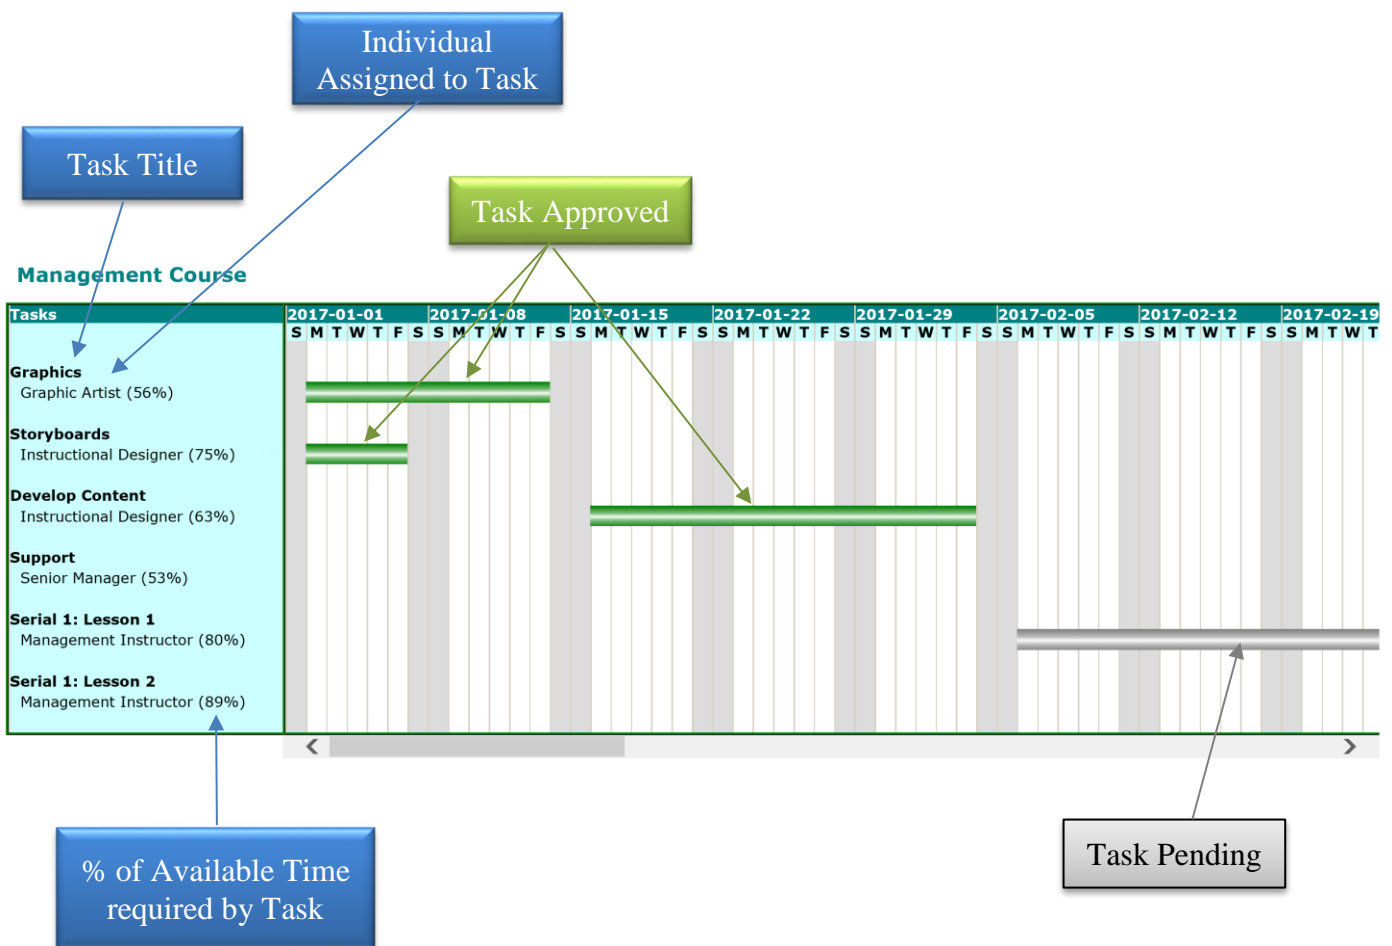 Individual
Assigned to Task
Task Title
Task Approved
Management Course
Tasks 2017-01-01 2017-01-08 2017-01-15 2017-01-22 2017-01-29 2017-02-05 2017-02-12 2017-02-19
S M T W T F S S M T W T F S S M T W T F S S M T W T F S S M T W T F S S M T W T F S S M T W T F S S M T W T
Graphics
Graphic Artist (56%)
Storyboards
Instructional Designer (75%)
Develop Content
Instructional Designer (63%)
Support
Senior Manager (53%)
Serial 1: Lesson 1
Management Instructor (80%)
Serial 1: Lesson 2
Management Instructor (89%)
% of Available Time
required by Task
Task Pending